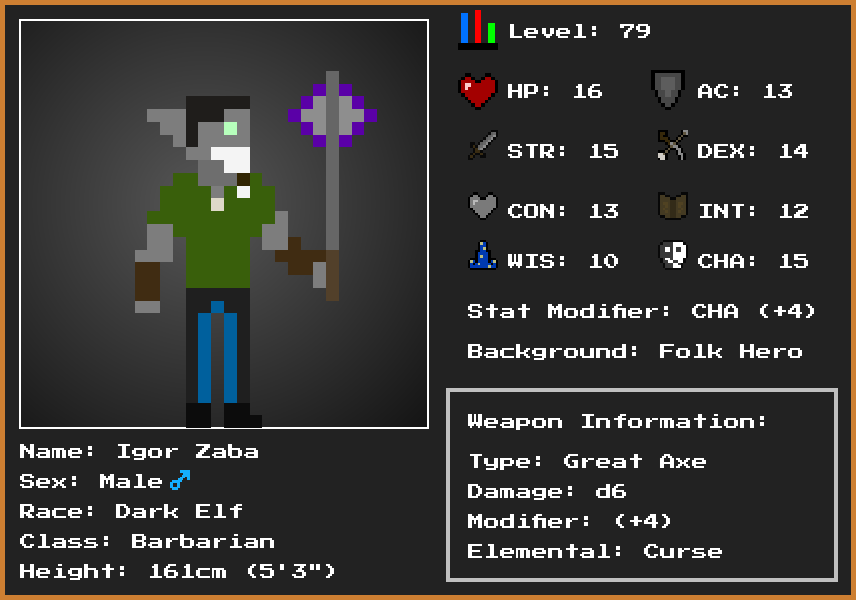 Level: 79
HP: 16
AC: 13
STR: 15
DEX: 14
CON: 13
INT: 12
WIS: 10
CHA: 15
Stat Modifier: CHA (+4)
Background: Folk Hero
Weapon Information:
Type: Great Axe
Damage: d6
Modifier: (+4)
Elemental: Curse
Name: Igor Zaba
Sex: Male ♂
Race: Dark Elf
Class: Barbarian
Height: 161cm (5'3")